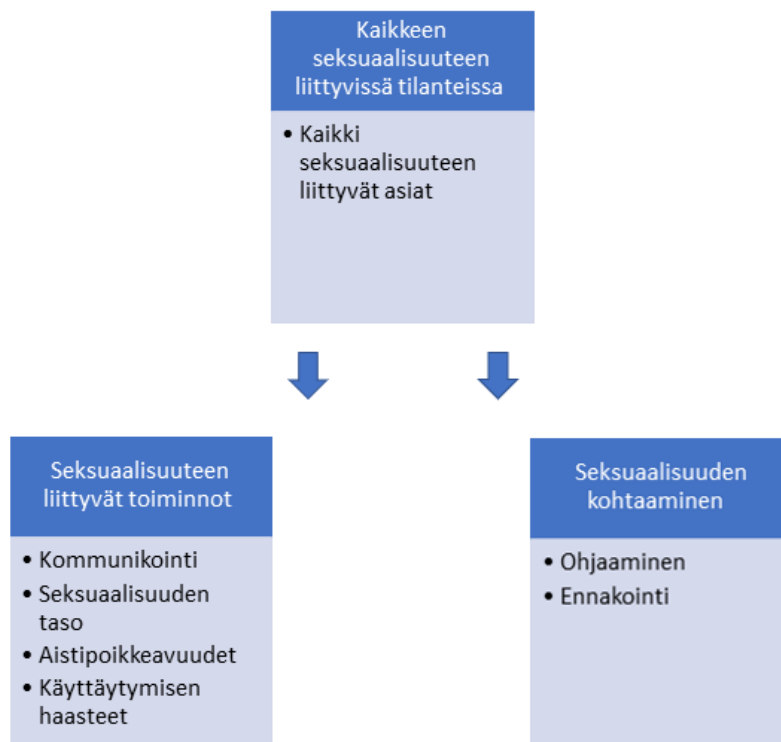 Kaikkeen
seksuaalisuuteen
liittyvissä tilanteissa
• Kaikki
seksuaalisuuteen
liittyvät asiat
Seksuaalisuuteen
liittyvät toiminnot
• Kommunikointi
• Seksuaalisuuden
taso
• Aistipoikkeavuudet
• Käyttäytymisen
haasteet
Seksuaalisuuden
kohtaaminen
• Ohjaaminen
• Ennakointi